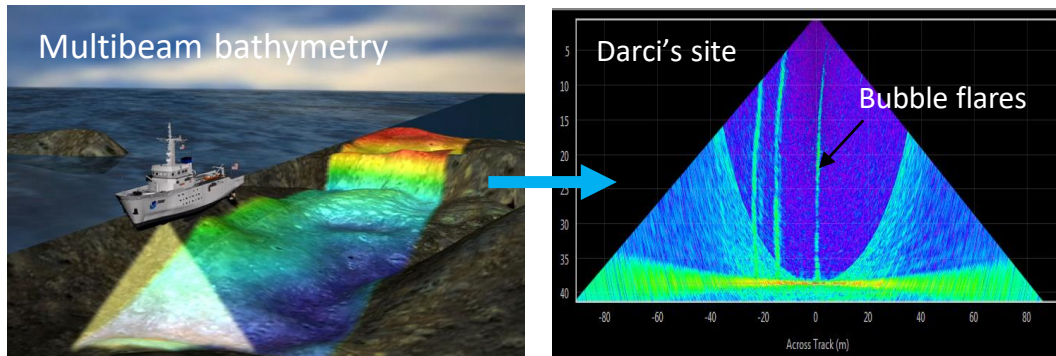 Multibeam bathymetry
Darci's site
Bubble flares
5
10
15
20
25
30
35
40
-80 -60 -40 -20 0 20 40 60 80
Across Track (m)